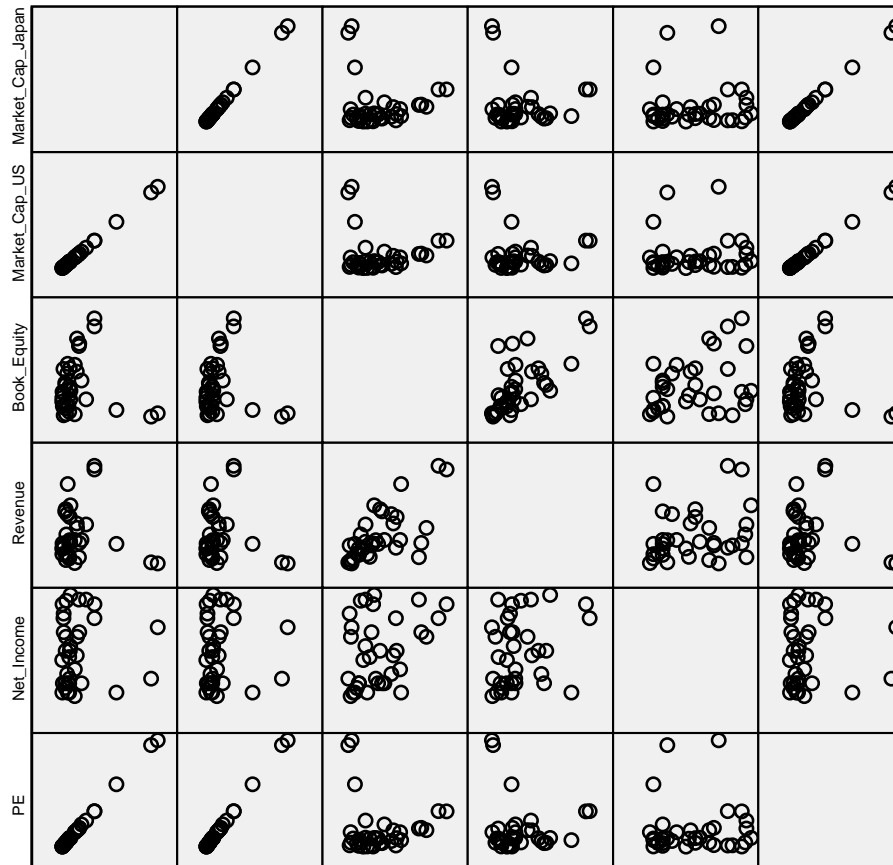 Market_Cap_Japan
Market_Cap_US
Book_Equity
Revenue
Net_Income
PE